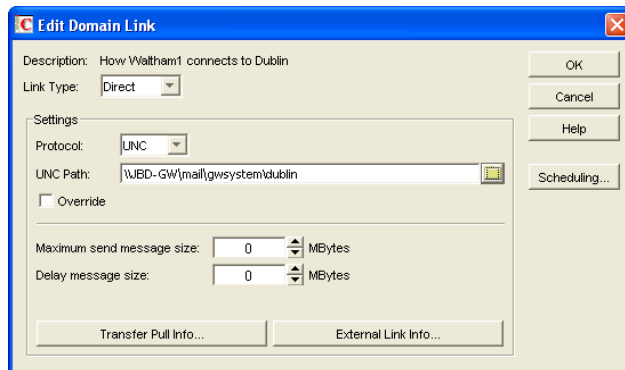 Edit Domain Link
Description: How Waltham1 connects to Dublin
OK
Link Type: Direct
Cancel
Settings
Help
Protocol: UNC
UNC Path: \\JBD-GW\mail\gwsystem\dublin
Scheduling...
Override
Maximum send message size: 0 MBytes
Delay message size: 0 MBytes
Transfer Pull Info... External Link Info...